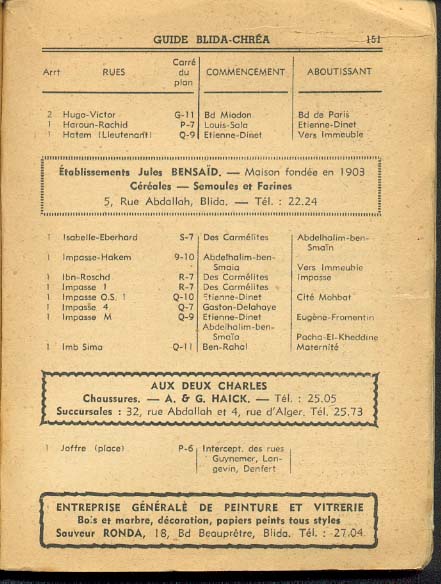 GUIDE BLIDA-CHRÉA 151
Arrt RUES Carré du plan COMMENCEMENT ABOUTISSANT
2 Hugo-Victor G-11 Bd Miodon Bd de Paris
1 Haroun-Rachid P-7 Louis-Sala Etienne-Dinet
1 Hatem (Lieutenant) Q-9 Etienne-Dinet Vers Immeuble
Établissements Jules BENSAÏD. — Maison fondée en 1903
Céréales — Semoules et Farines
5, Rue Abdallah, Blida. — Tél. : 22.24
1 Isabelle-Eberhard S-7 Des Carmélites Abdelhalim-ben-
Smaïn
1 Impasse-Hakem 9-10 Abdelhalim-ben-
Smaïa Vers Immeuble
1 Ibn-Roschd R-7 Des Carmélites Impasse
1 Impasse 1 R-7 Des Carmélites
1 Impasse O.S. 1 Q-10 Etienne-Dinet Cité Mohbat
1 Impasse 4 Q-7 Gaston-Delahaye
1 Impasse M Q-9 Etienne-Dinet Eugène-Fromentin
Abdelhalim-ben-
Smaïa Pacha-El-Kheddine
1 Imb Sima Q-11 Ben-Rahal Maternité
AUX DEUX CHARLES
Chaussures. — A. & G. HAICK. — Tél. : 25.05
Succursales : 32, rue Abdallah et 4, rue d'Alger. Tél. 25.73
1 Joffre (place) P-6 Intercept. des rues
Guynemer, Lon-
gevin, Denfert
ENTREPRISE GÉNÉRALE DE PEINTURE ET VITRERIE
Bois et marbre, décoration, papiers peints tous styles
Sauveur RONDA, 18, Bd Beauprêtre, Blida. Tél. : 27.04